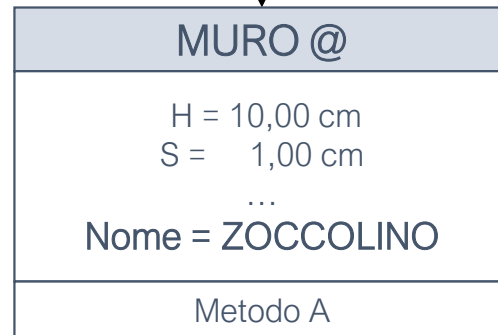 MURO @
H = 10,00 cm
S = 1,00 cm
...
Nome = ZOCCOLINO
Metodo A